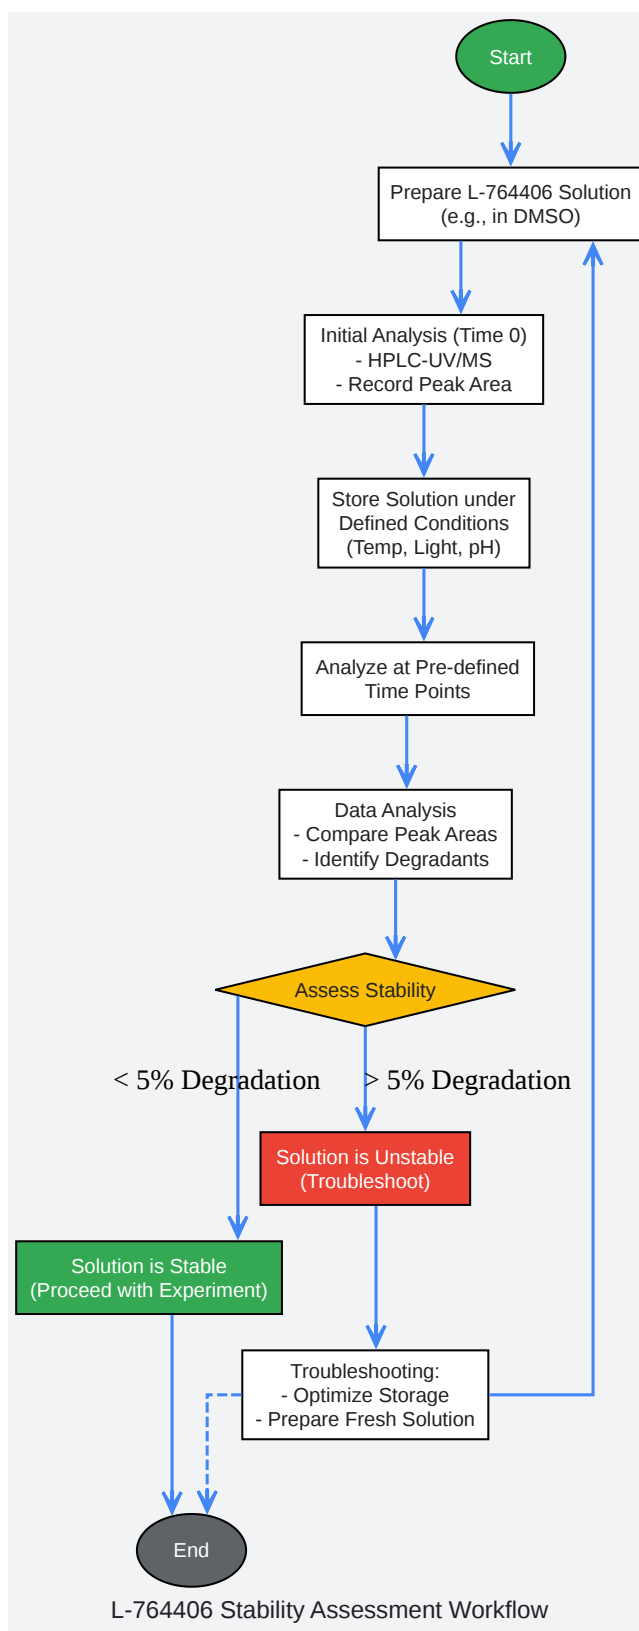 Start
Prepare L-764406 Solution
(e.g., in DMSO)
Initial Analysis (Time 0)
- HPLC-UV/MS
- Record Peak Area
Store Solution under
Defined Conditions
(Temp, Light, pH)
Analyze at Pre-defined
Time Points
Data Analysis
- Compare Peak Areas
- Identify Degradants
Assess Stability
< 5% Degradation
> 5% Degradation
Solution is Unstable
(Troubleshoot)
Solution is Stable
(Proceed with Experiment)
Troubleshooting:
- Optimize Storage
- Prepare Fresh Solution
End
L-764406 Stability Assessment Workflow